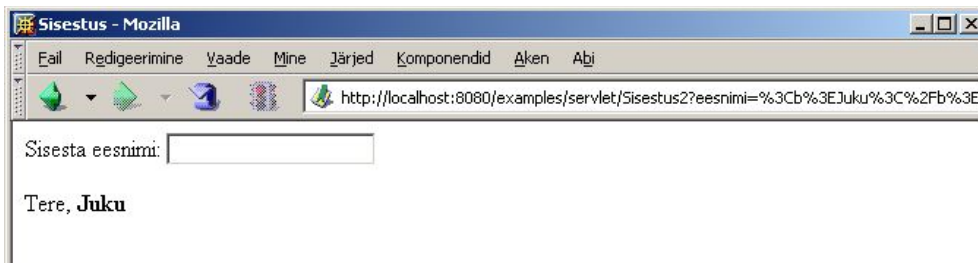 Sisestus - Mozilla
Fail Redigeerimine Vaade Mine Järjed Komponendid Aken Abi
http://localhost:8080/examples/servlet/Sisestus2?eesnimi=%3Cb%3EJuku%3C%2Fb%3E
Sisesta eesnimi:
Tere, Juku